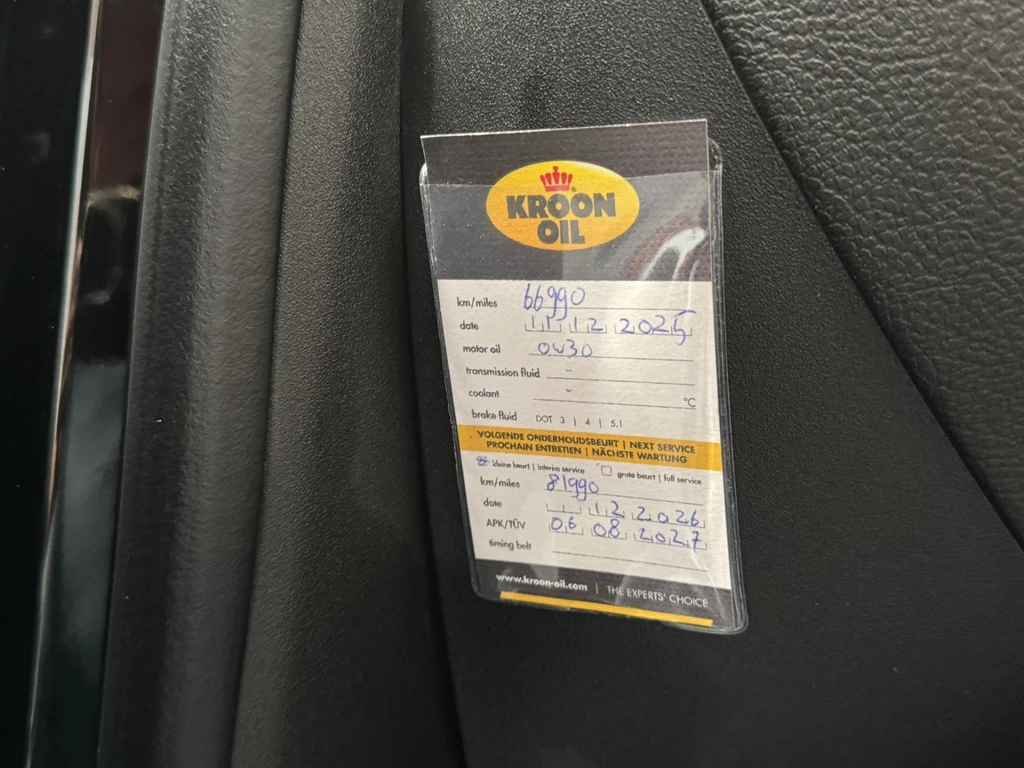 KROON
OIL
km/miles 66990
date 11 12 2025
motor oil 0W30
transmission fluid -
coolant - °C
brake fluid DOT 3 | 4 | 5.1
VOLGENDE ONDERHOUDSBEURT | NEXT SERVICE
PROCHAIN ENTRETIEN | NÄCHSTE WARTUNG
kleine beurt | interim service grote beurt | full service
km/miles 81990
date 12 2026
APK/TÜV 06 08 2027
timing belt
www.kroon-oil.com | THE EXPERTS' CHOICE